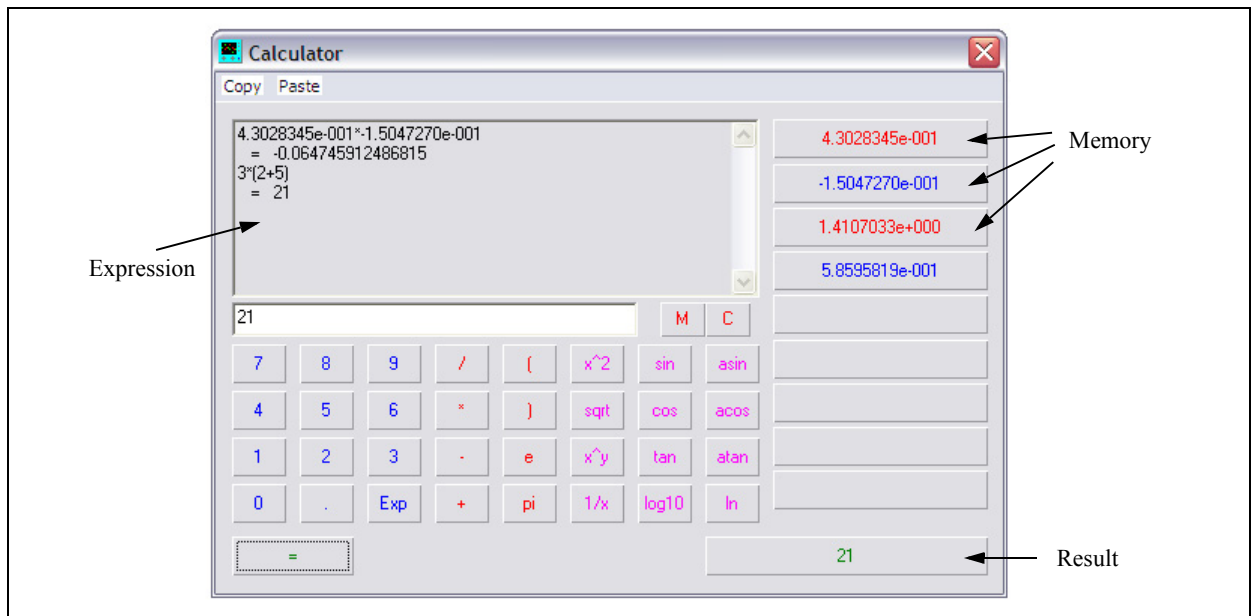 Calculator
Copy Paste
4.3028345e-001*-1.5047270e-001
= -0.064745912486815
3*(2+5)
= 21
4.3028345e-001
-1.5047270e-001
1.4107033e+000
5.8595819e-001
Memory
Expression
21
M C
7 8 9 / ( x^2 sin asin
4 5 6 * ) sqrt cos acos
1 2 3 - e x^y tan atan
0 . Exp + pi 1/x log10 ln
=
21
Result